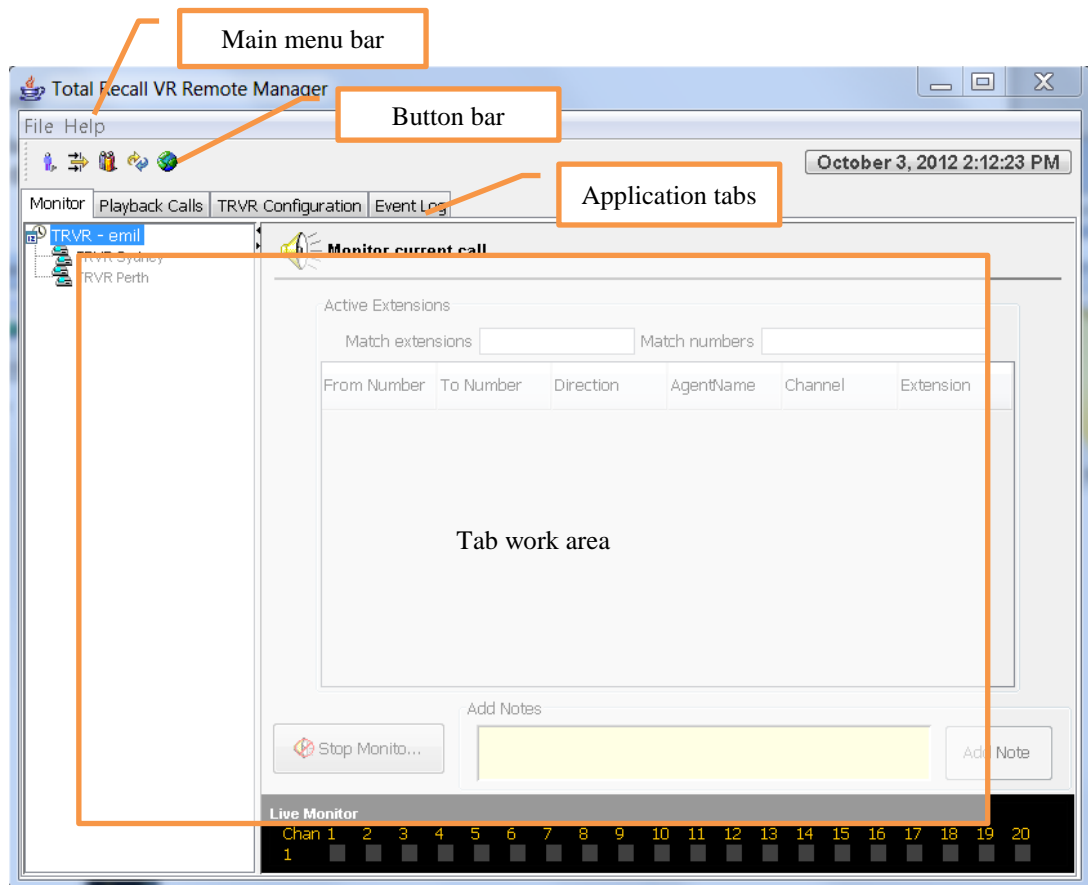 Main menu bar
Total Recall VR Remote Manager
Button bar
File Help
October 3, 2012 2:12:23 PM
Application tabs
Monitor Playback Calls TRVR Configuration Event Log
TRVR - emil
TRVR Sydney
TRVR Perth
Monitor current call
Active Extensions
Match extensions Match numbers
From Number To Number Direction AgentName Channel Extension
Tab work area
Add Notes
Stop Monito...
Add Note
Live Monitor
Chan 1 2 3 4 5 6 7 8 9 10 11 12 13 14 15 16 17 18 19 20
1